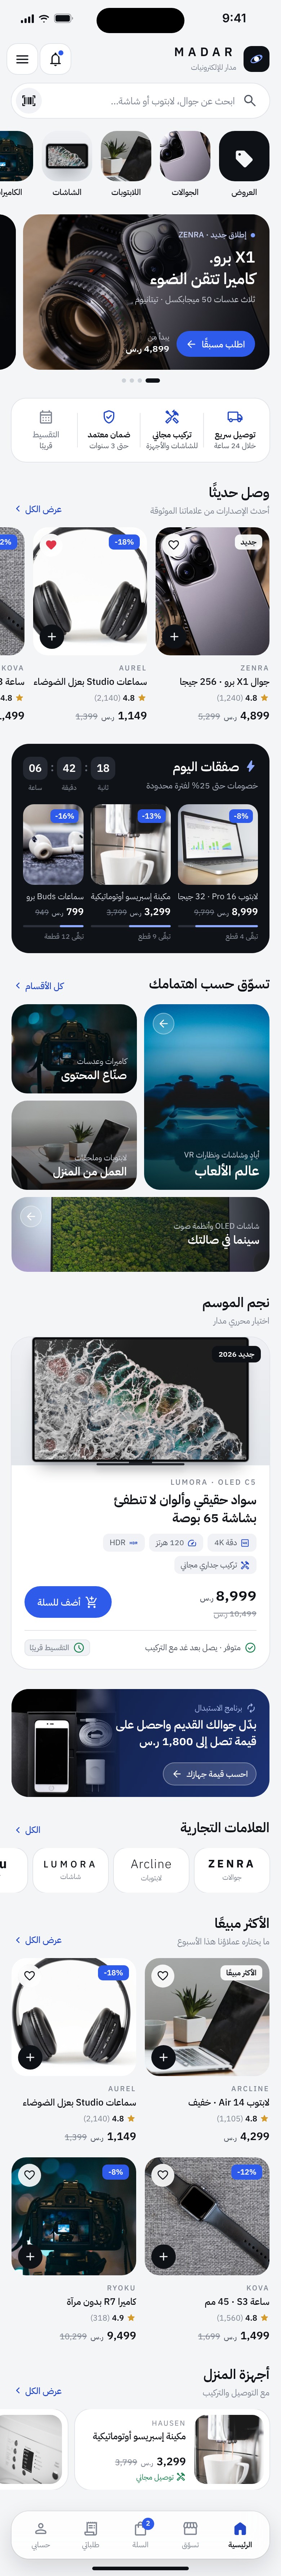 9:41
MADAR
مدار للإلكترونيات
ابحث عن جوال، لابتوب أو شاشة...
العروض
الجوالات
اللابتوبات
الشاشات
الكاميرات
إطلاق جديد · ZENRA
X1 برو.
كاميرا تتقن الضوء
ثلاث عدسات 50 ميجابكسل · تيتانيوم
اطلب مسبقًا
يبدأ من
4,899 ر.س
توصيل سريع
خلال 24 ساعة
تركيب مجاني
للشاشات والأجهزة
ضمان معتمد
حتى 3 سنوات
التقسيط
قريبًا
وصل حديثًا
أحدث الإصدارات من علاماتنا الموثوقة
عرض الكل
جديد
ZENRA
جوال X1 برو · 256 جيجا
4.8 (1,240)
4,899 ر.س 5,299
-18%
AUREL
سماعات Studio بعزل الضوضاء
4.8 (2,140)
1,149 ر.س 1,399
KOVA
صفقات اليوم
خصومات حتى 25% لفترة محدودة
18 : 42 : 06
ثانية
دقيقة
ساعة
-8%
لابتوب Pro 16 · 32 جيجا
8,999 ر.س 9,799
تبقّى 4 قطع
-13%
مكينة إسبريسو أوتوماتيكية
3,299 ر.س 3,799
تبقّى 9 قطع
-16%
سماعات Buds برو
799 ر.س 949
تبقّى 12 قطعة
تسوّق حسب اهتمامك
كل الأقسام
أيادٍ وشاشات ونظارات VR
عالم الألعاب
كاميرات وعدسات
صنّاع المحتوى
لابتوبات وملحقات
العمل من المنزل
شاشات OLED وأنظمة صوت
سينما في صالتك
نجم الموسم
اختيار محرري مدار
جديد 2026
LUMORA · OLED C5
سواد حقيقي وألوان لا تنطفئ
بشاشة 65 بوصة
دقة 4K
120 هرتز
HDR
تركيب جداري مجاني
8,999 ر.س
10,499 ر.س
أضف للسلة
متوفر · يصل بعد غد مع التركيب
التقسيط قريبًا
برنامج الاستبدال
بدّل جوالك القديم واحصل على
قيمة تصل إلى 1,800 ر.س
احسب قيمة جهازك
العلامات التجارية
الكل
ZENRA
جوالات
Arcline
لابتوبات
LUMORA
شاشات
الأكثر مبيعًا
ما يختاره عملاؤنا هذا الأسبوع
عرض الكل
الأكثر مبيعًا
ARCLINE
لابتوب Air 14 · خفيف
4.8 (1,105)
4,299 ر.س
-18%
AUREL
سماعات Studio بعزل الضوضاء
4.8 (2,140)
1,149 ر.س 1,399
-12%
KOVA
ساعة S3 · 45 مم
4.8 (1,560)
1,499 ر.س 1,699
-8%
RYOKU
كاميرا R7 بدون مرآة
4.9 (318)
9,499 ر.س 10,299
أجهزة المنزل
مع التوصيل والتركيب
عرض الكل
HAUSEN
مكينة إسبريسو أوتوماتيكية
3,299 ر.س 3,799
توصيل مجاني
الرئيسية
تسوّق
2
السلة
طلباتي
حسابي